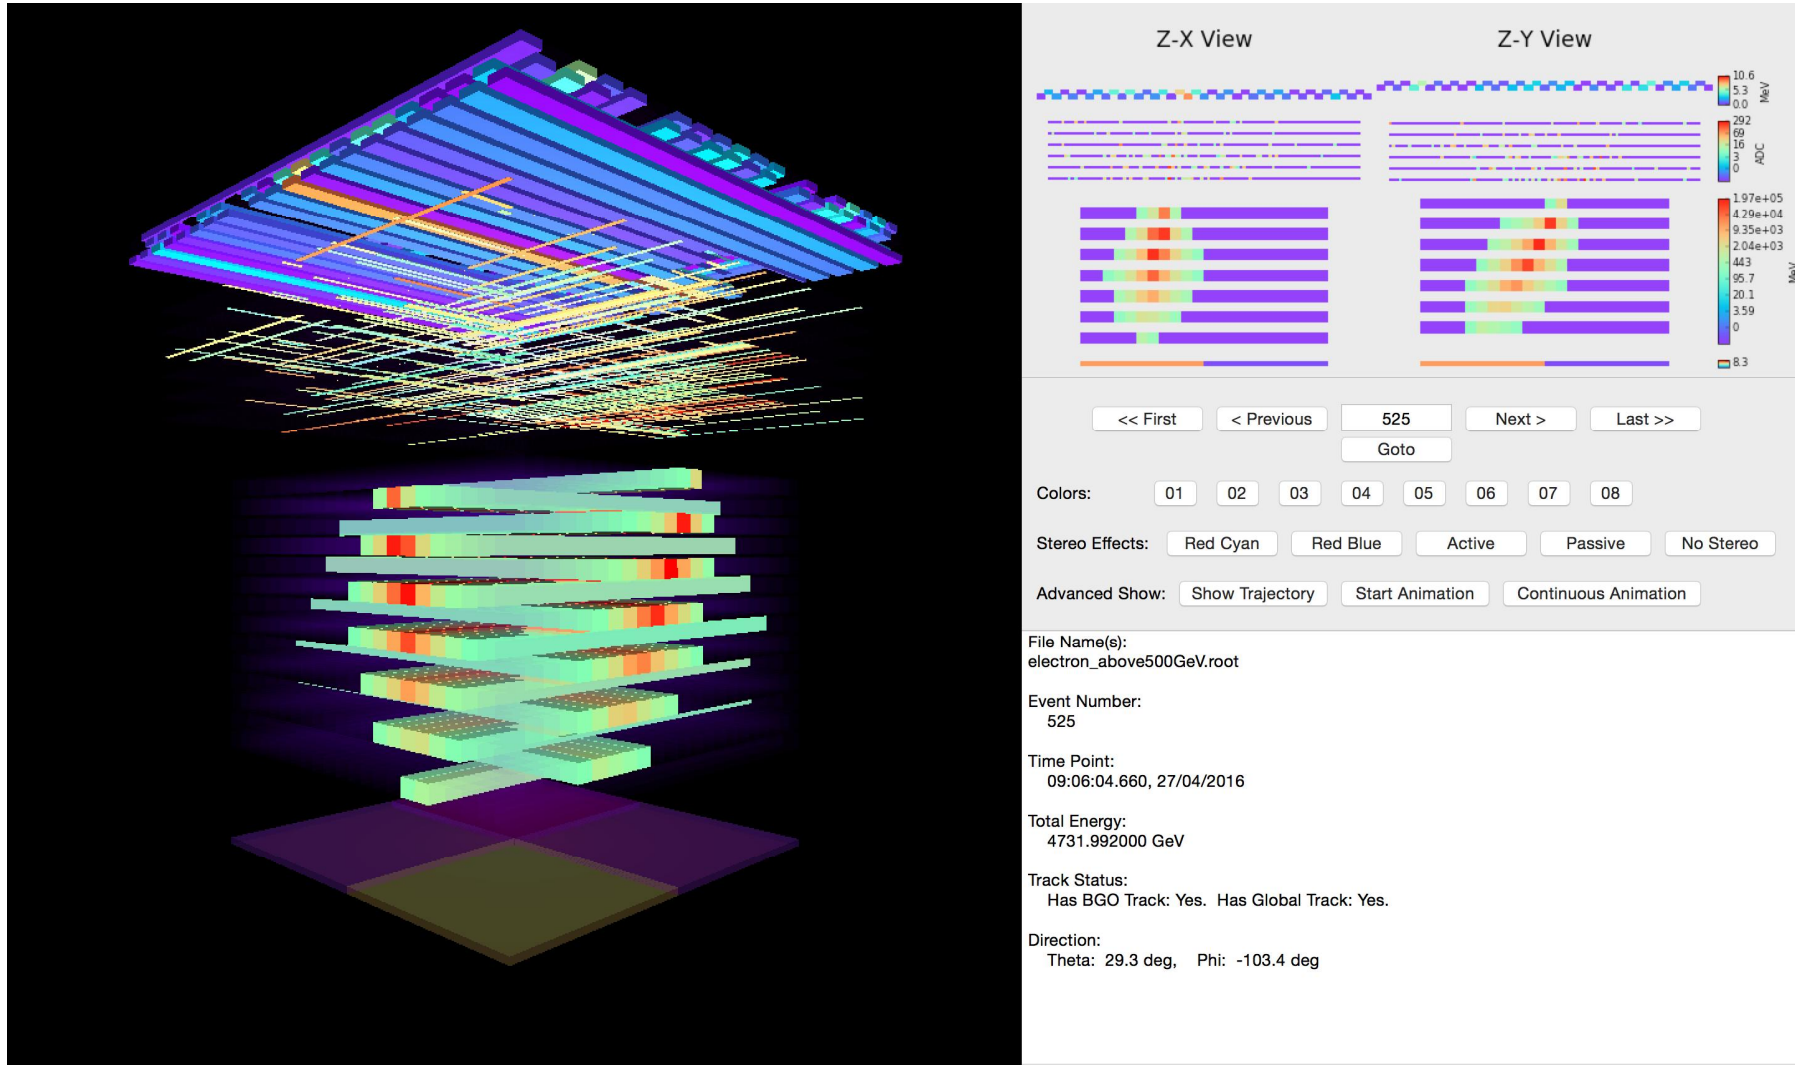 Z-X View
Z-Y View
10.6
5.3
0.0
MeV
292
69
16
3
0
ADC
1.97e+05
4.29e+04
9.35e+03
2.04e+03
443
95.7
20.1
3.59
0
MeV
8.3
<< First
< Previous
525
Next >
Last >>
Goto
Colors: 01 02 03 04 05 06 07 08
Stereo Effects: Red Cyan Red Blue Active Passive No Stereo
Advanced Show: Show Trajectory Start Animation Continuous Animation
File Name(s):
electron_above500GeV.root
Event Number:
525
Time Point:
09:06:04.660, 27/04/2016
Total Energy:
4731.992000 GeV
Track Status:
Has BGO Track: Yes. Has Global Track: Yes.
Direction:
Theta: 29.3 deg, Phi: -103.4 deg